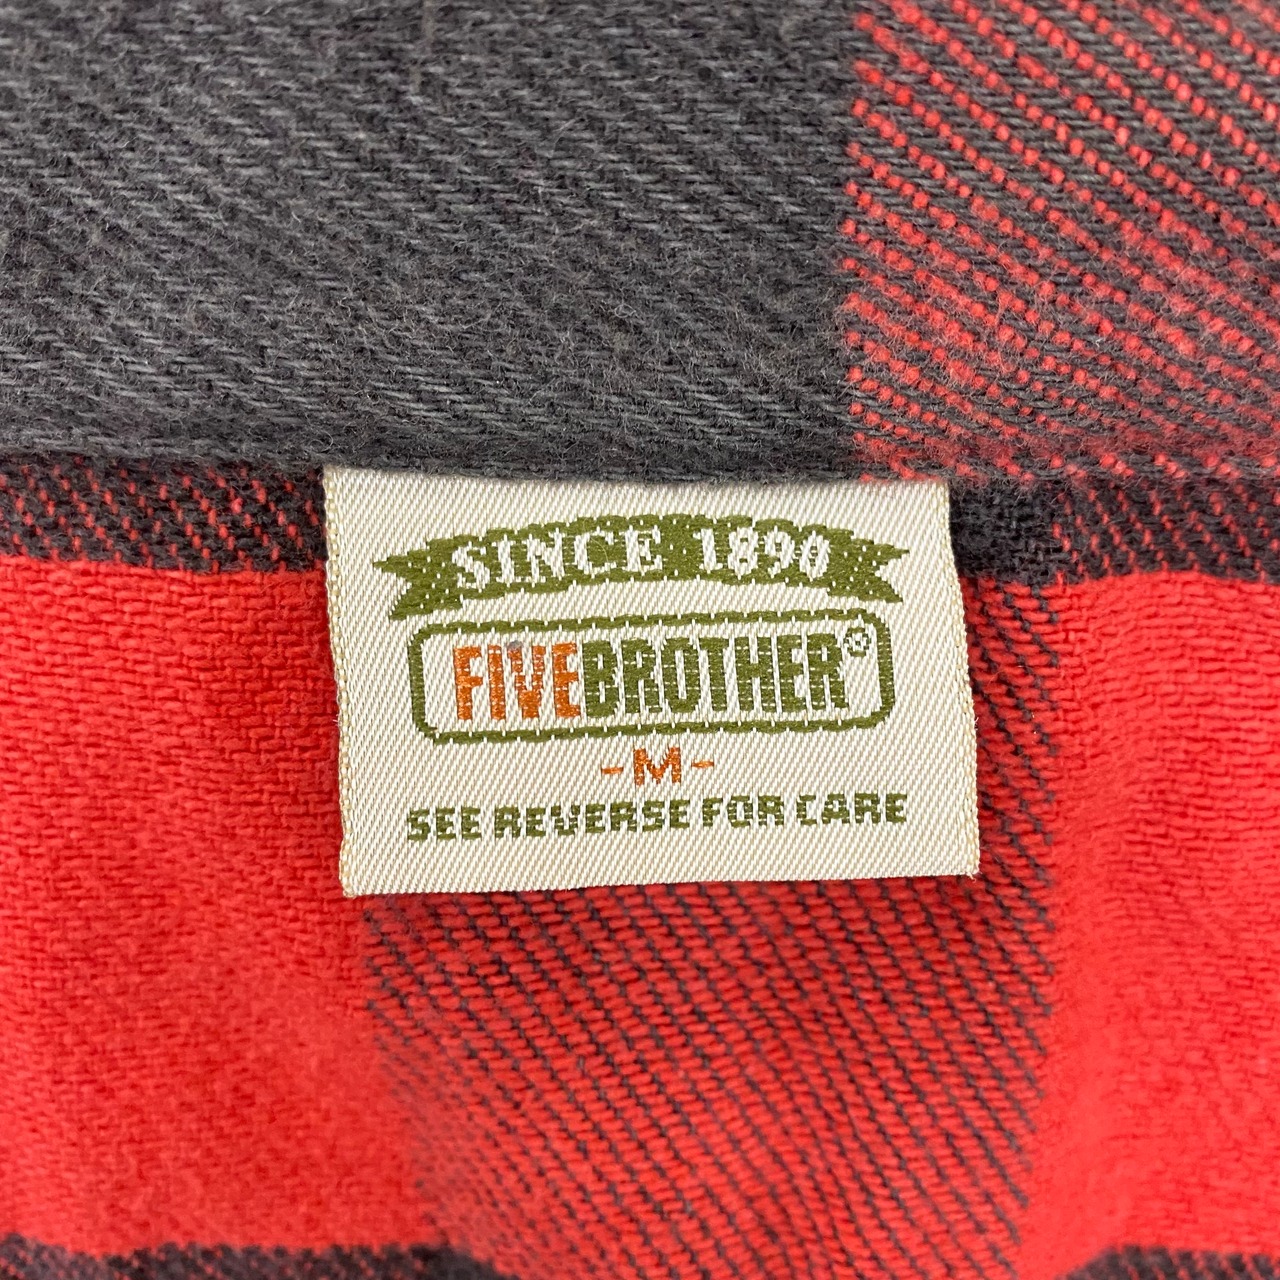 SINCE 1890
FIVEBROTHER®
-M-
SEE REVERSE FOR CARE